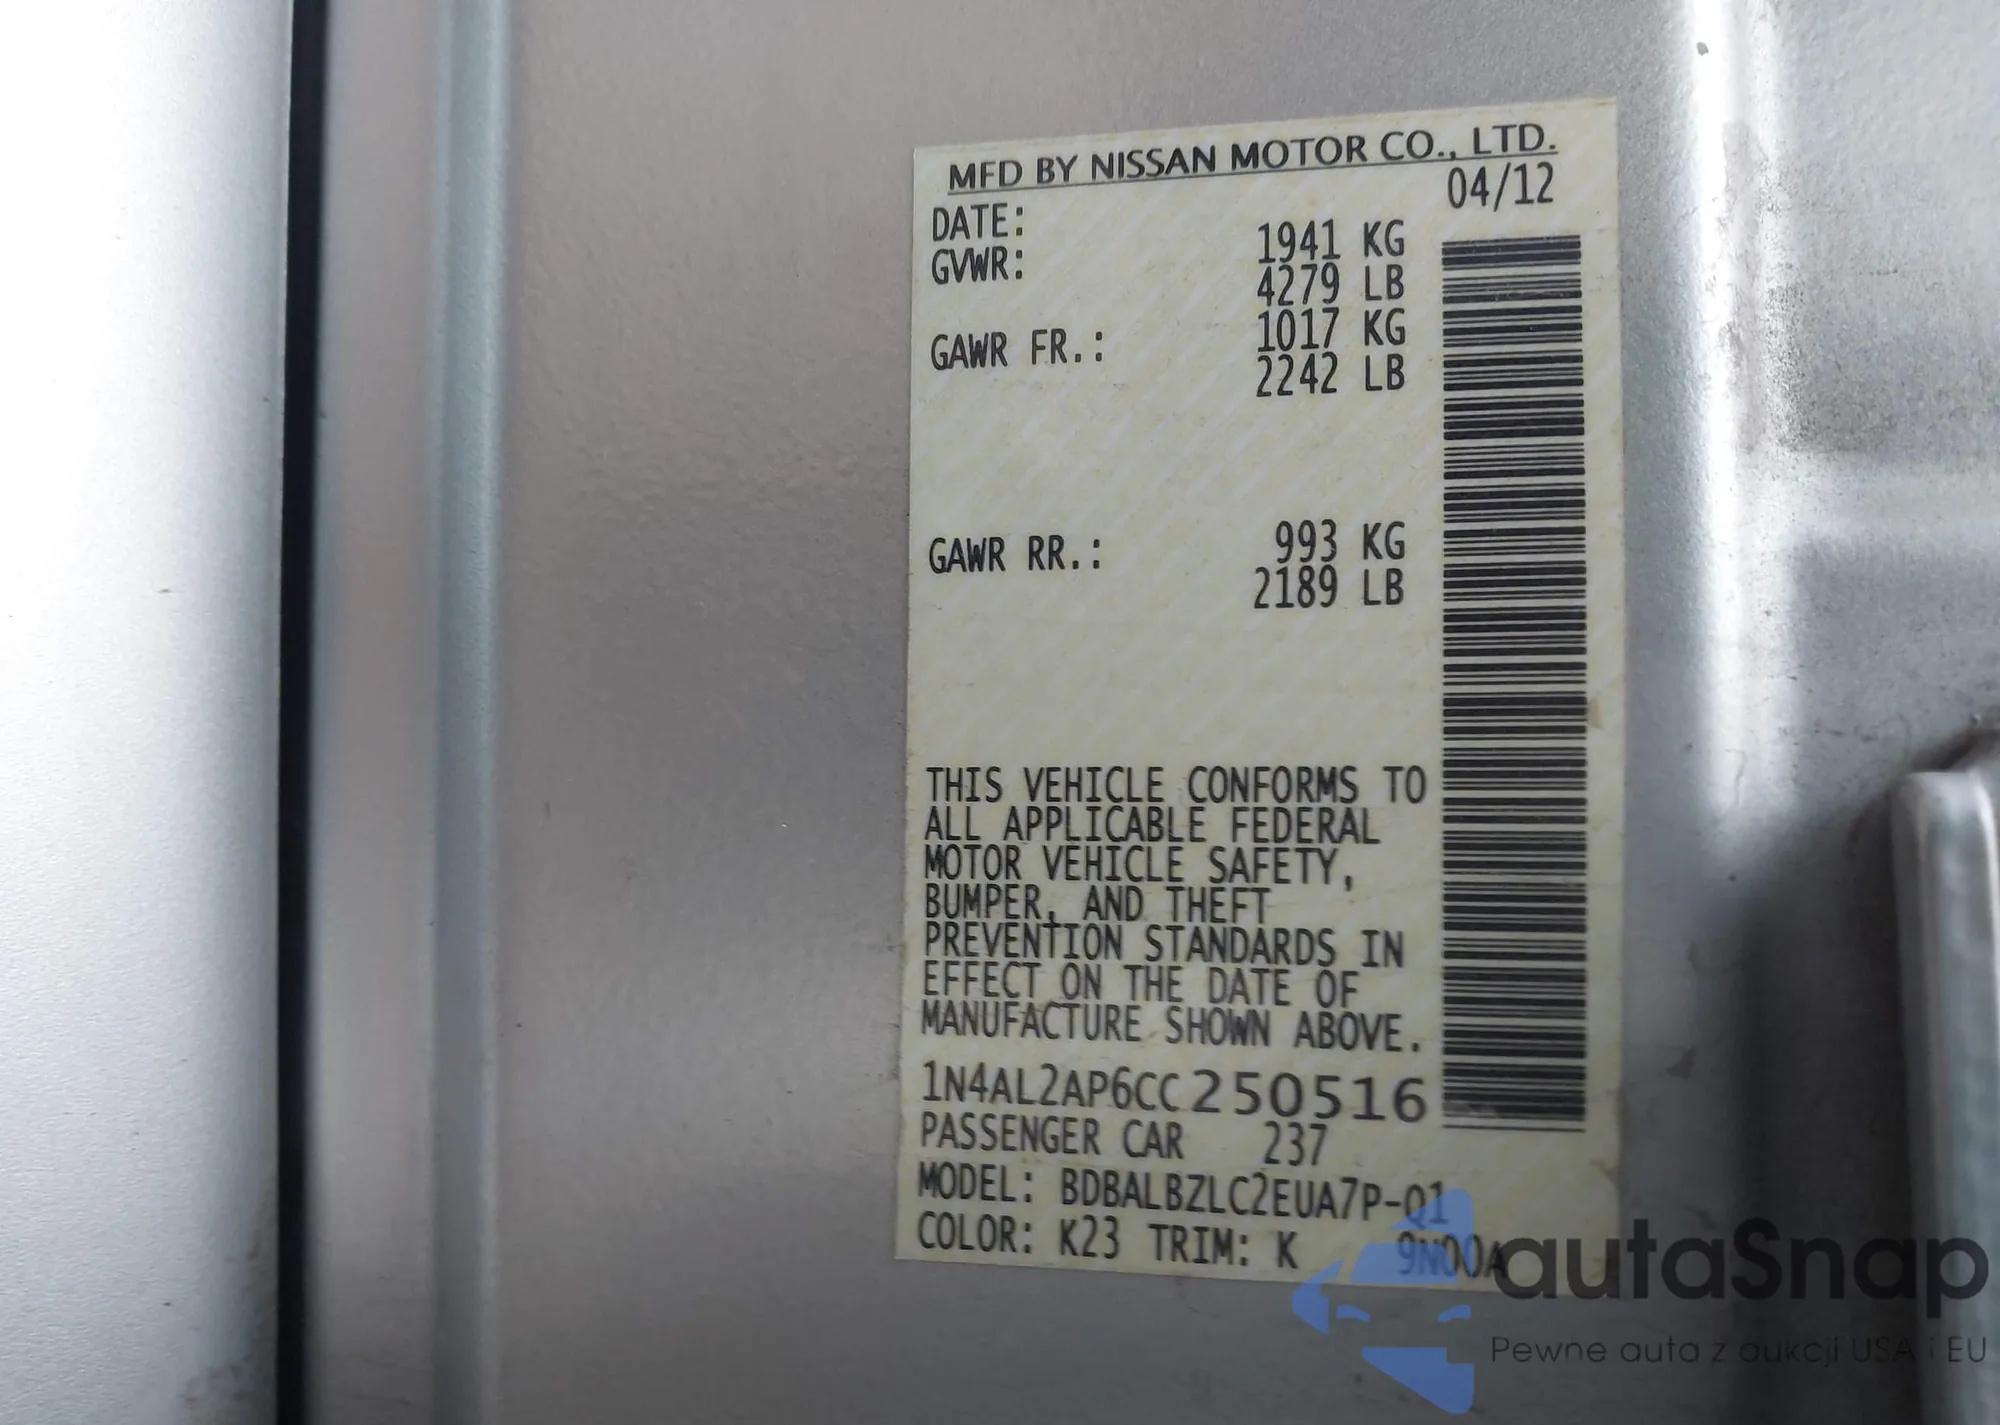 MFD BY NISSAN MOTOR CO., LTD.
DATE: 04/12
GVWR: 1941 KG
4279 LB
GAWR FR.: 1017 KG
2242 LB
GAWR RR.: 993 KG
2189 LB
THIS VEHICLE CONFORMS TO
ALL APPLICABLE FEDERAL
MOTOR VEHICLE SAFETY,
BUMPER, AND THEFT
PREVENTION STANDARDS IN
EFFECT ON THE DATE OF
MANUFACTURE SHOWN ABOVE.
1N4AL2AP6CC250516
PASSENGER CAR 237
MODEL: BDBALBZLC2EUA7P-Q1
COLOR: K23 TRIM: K 9N00A
autaSnap
Pewne auta z aukcji USA i EU